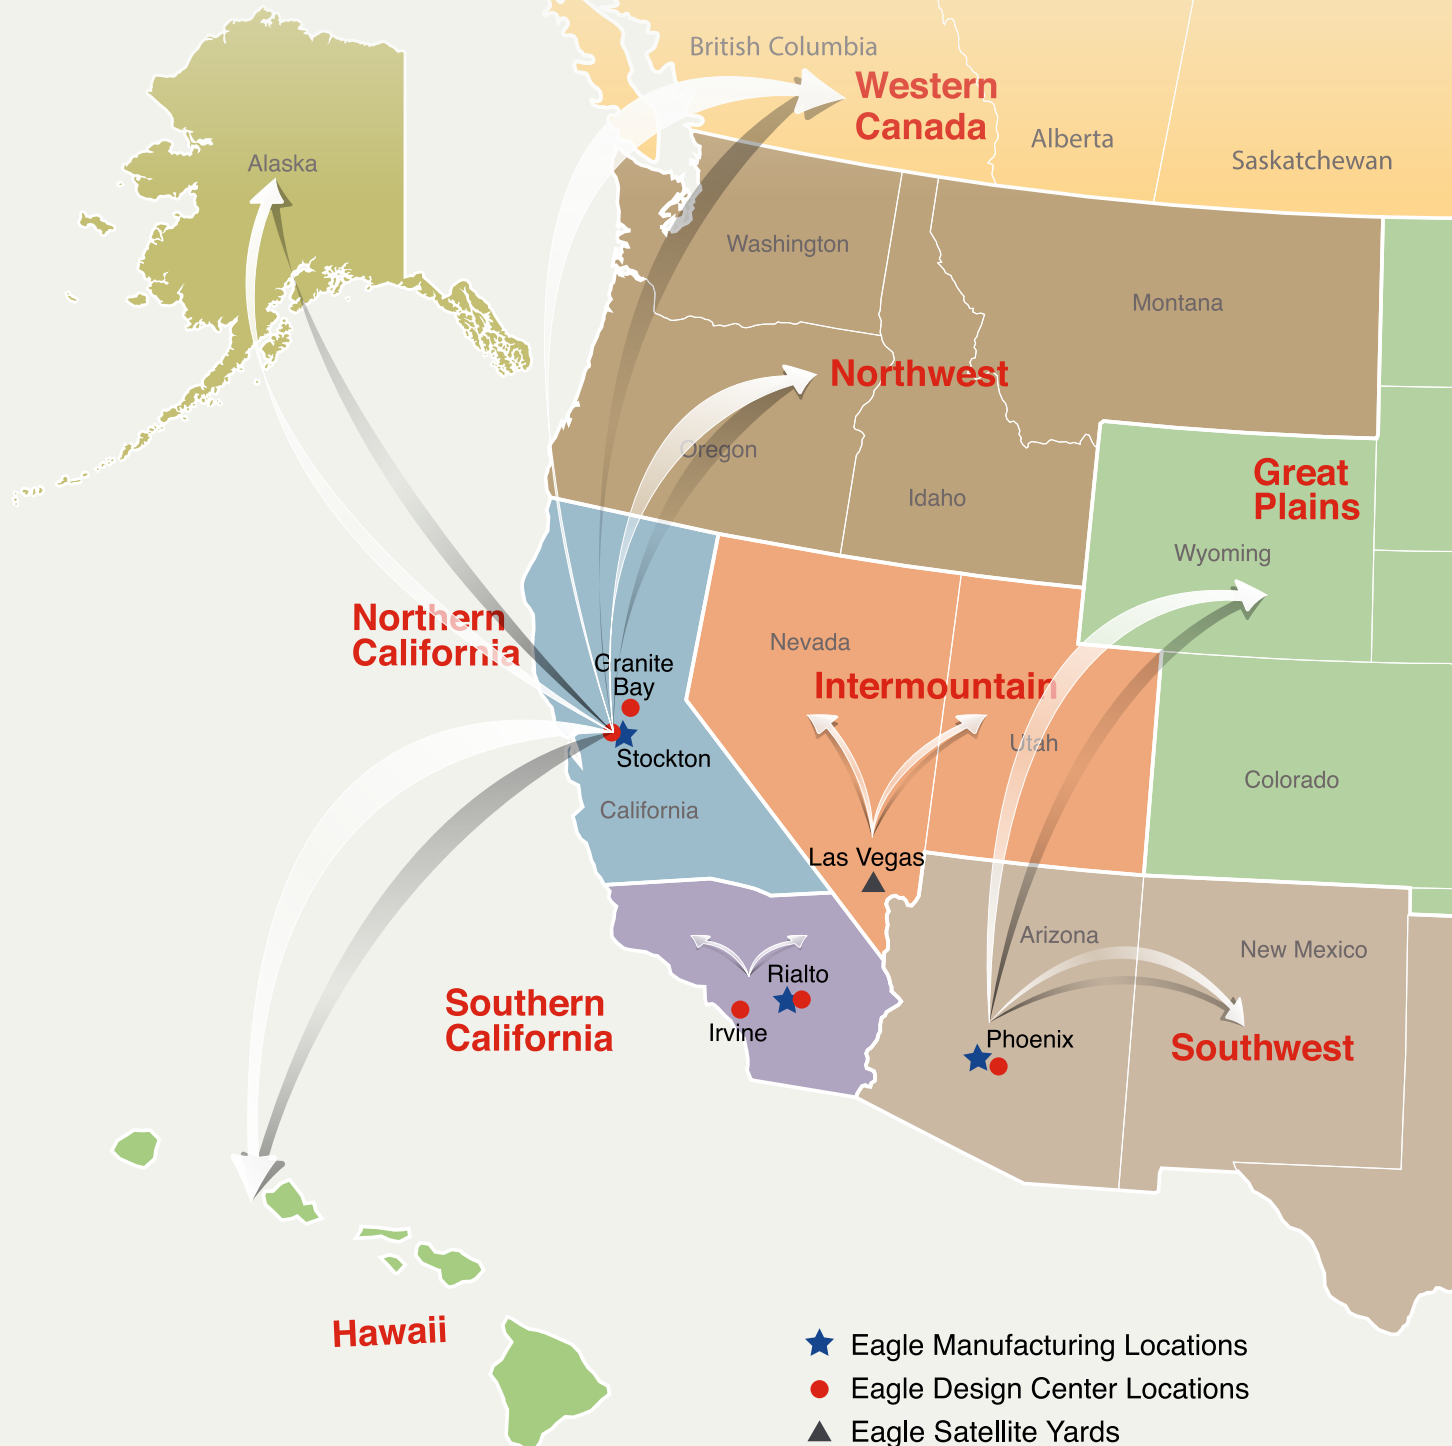 British Columbia
Western
Canada
Alberta
Saskatchewan
Alaska
Washington
Montana
Northwest
Oregon
Idaho
Great
Plains
Wyoming
Northern
California
Granite
Bay
Nevada
Intermountain
Utah
Stockton
Colorado
California
Las Vegas
Arizona
New Mexico
Rialto
Southern
California
Irvine
Phoenix
Southwest
Hawaii
Eagle Manufacturing Locations
Eagle Design Center Locations
Eagle Satellite Yards